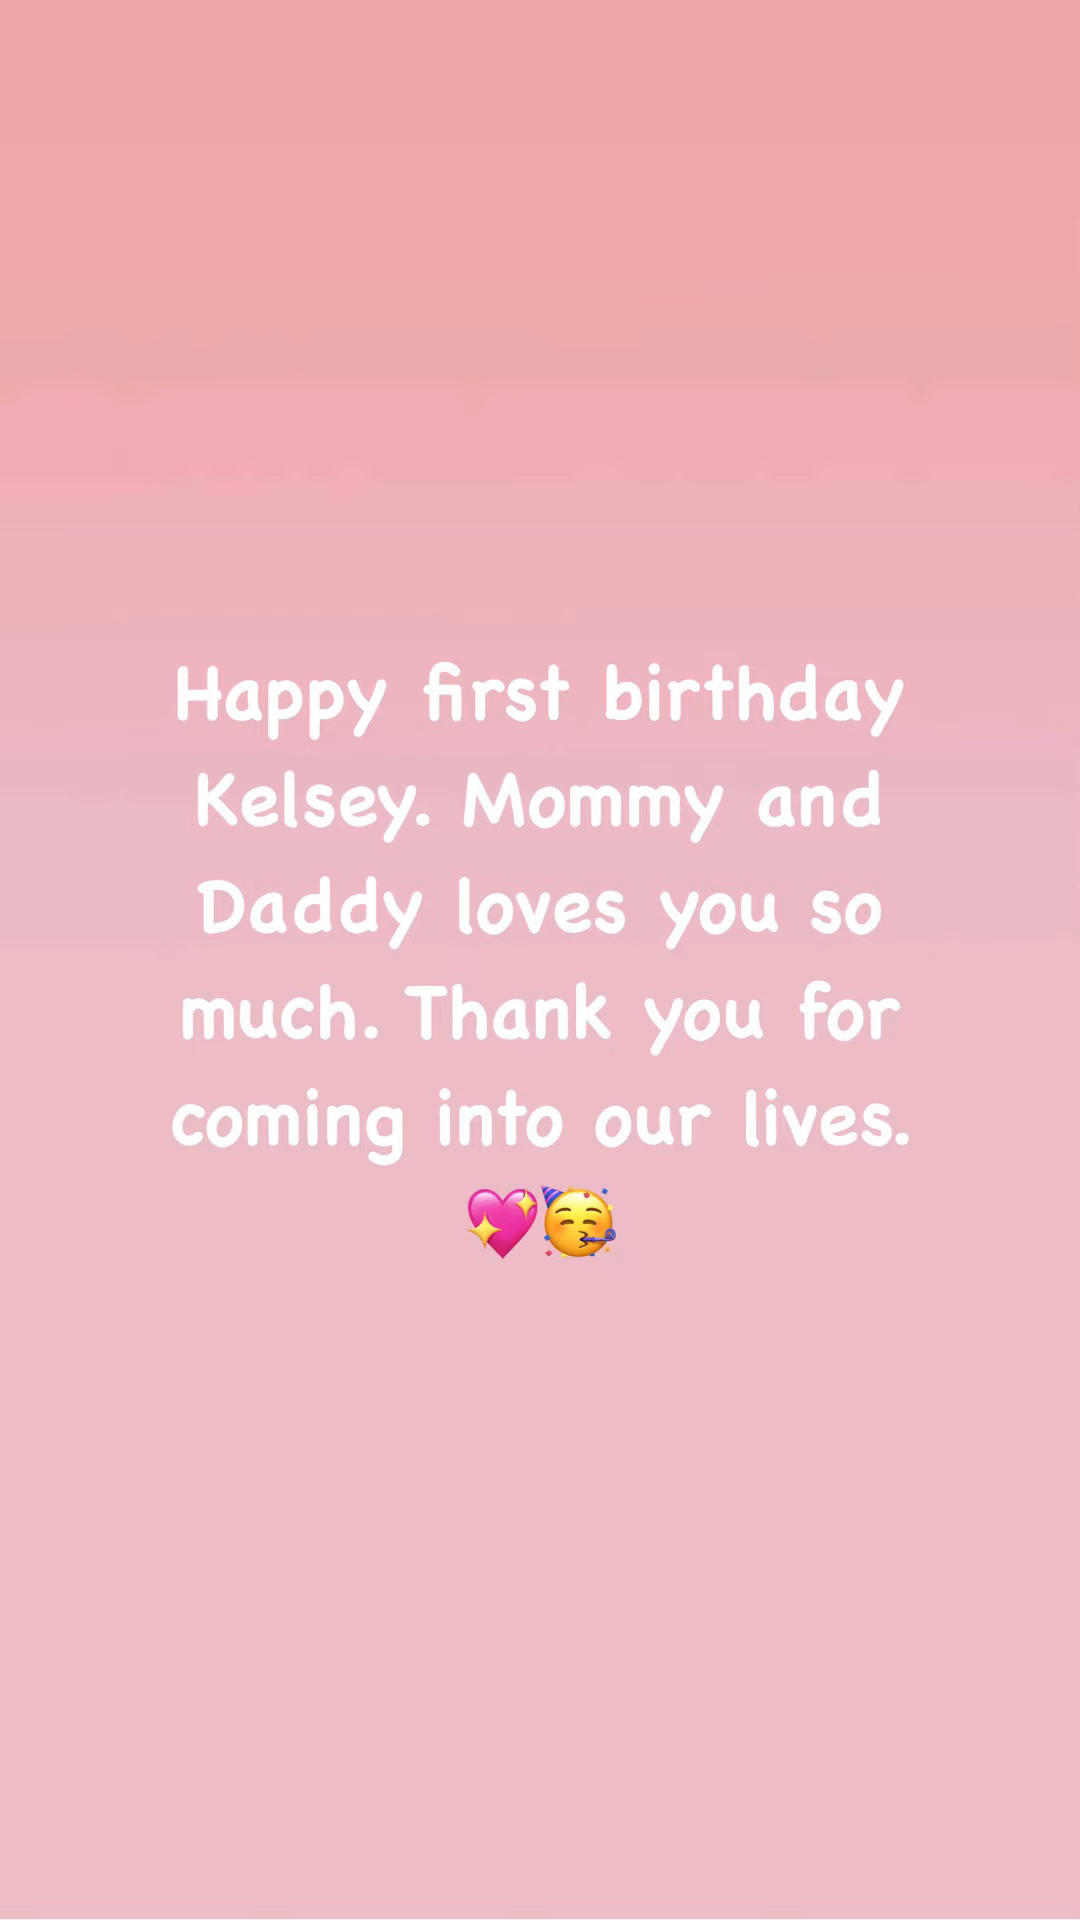 Happy first birthday
Kelsey. Mommy and
Daddy loves you so
much. Thank you for
coming into our lives.
💖🥳